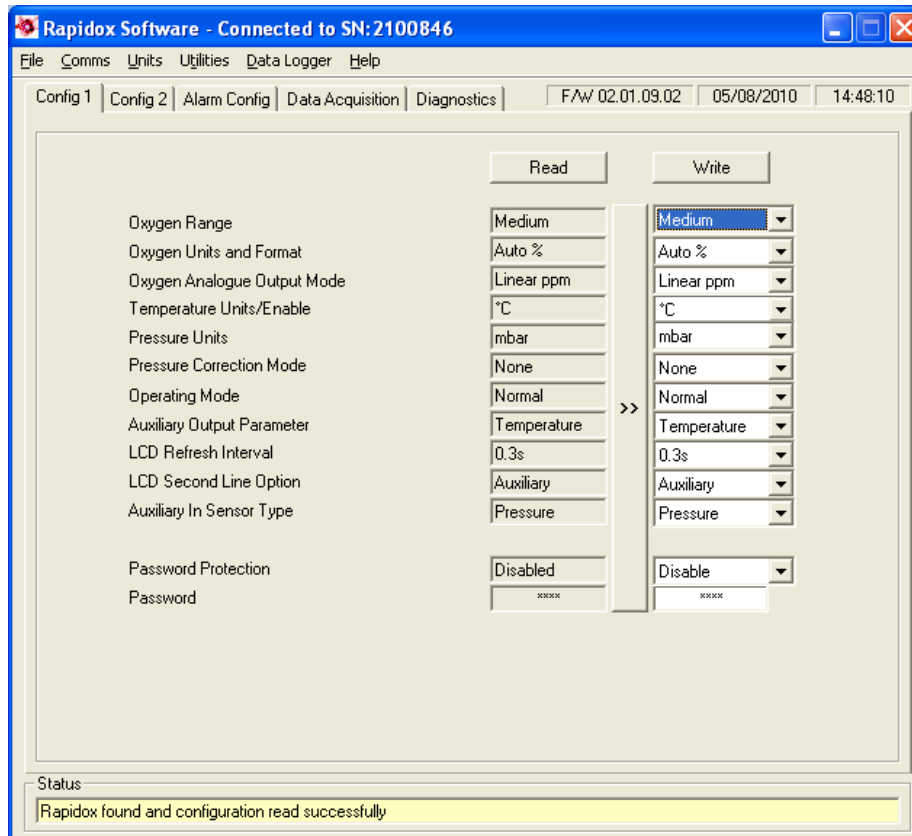 Rapidox Software - Connected to SN:2100846
File Comms Units Utilities Data Logger Help
Config 1 Config 2 Alarm Config Data Acquisition Diagnostics F/W 02.01.09.02 05/08/2010 14:48:10
Read Write
Oxygen Range Medium Medium
Oxygen Units and Format Auto % Auto %
Oxygen Analogue Output Mode Linear ppm Linear ppm
Temperature Units/Enable °C °C
Pressure Units mbar mbar
Pressure Correction Mode None None
Operating Mode Normal Normal
>>
Auxiliary Output Parameter Temperature Temperature
LCD Refresh Interval 0.3s 0.3s
LCD Second Line Option Auxiliary Auxiliary
Auxiliary In Sensor Type Pressure Pressure
Password Protection Disabled Disable
Password **** ****
Status
Rapidox found and configuration read successfully